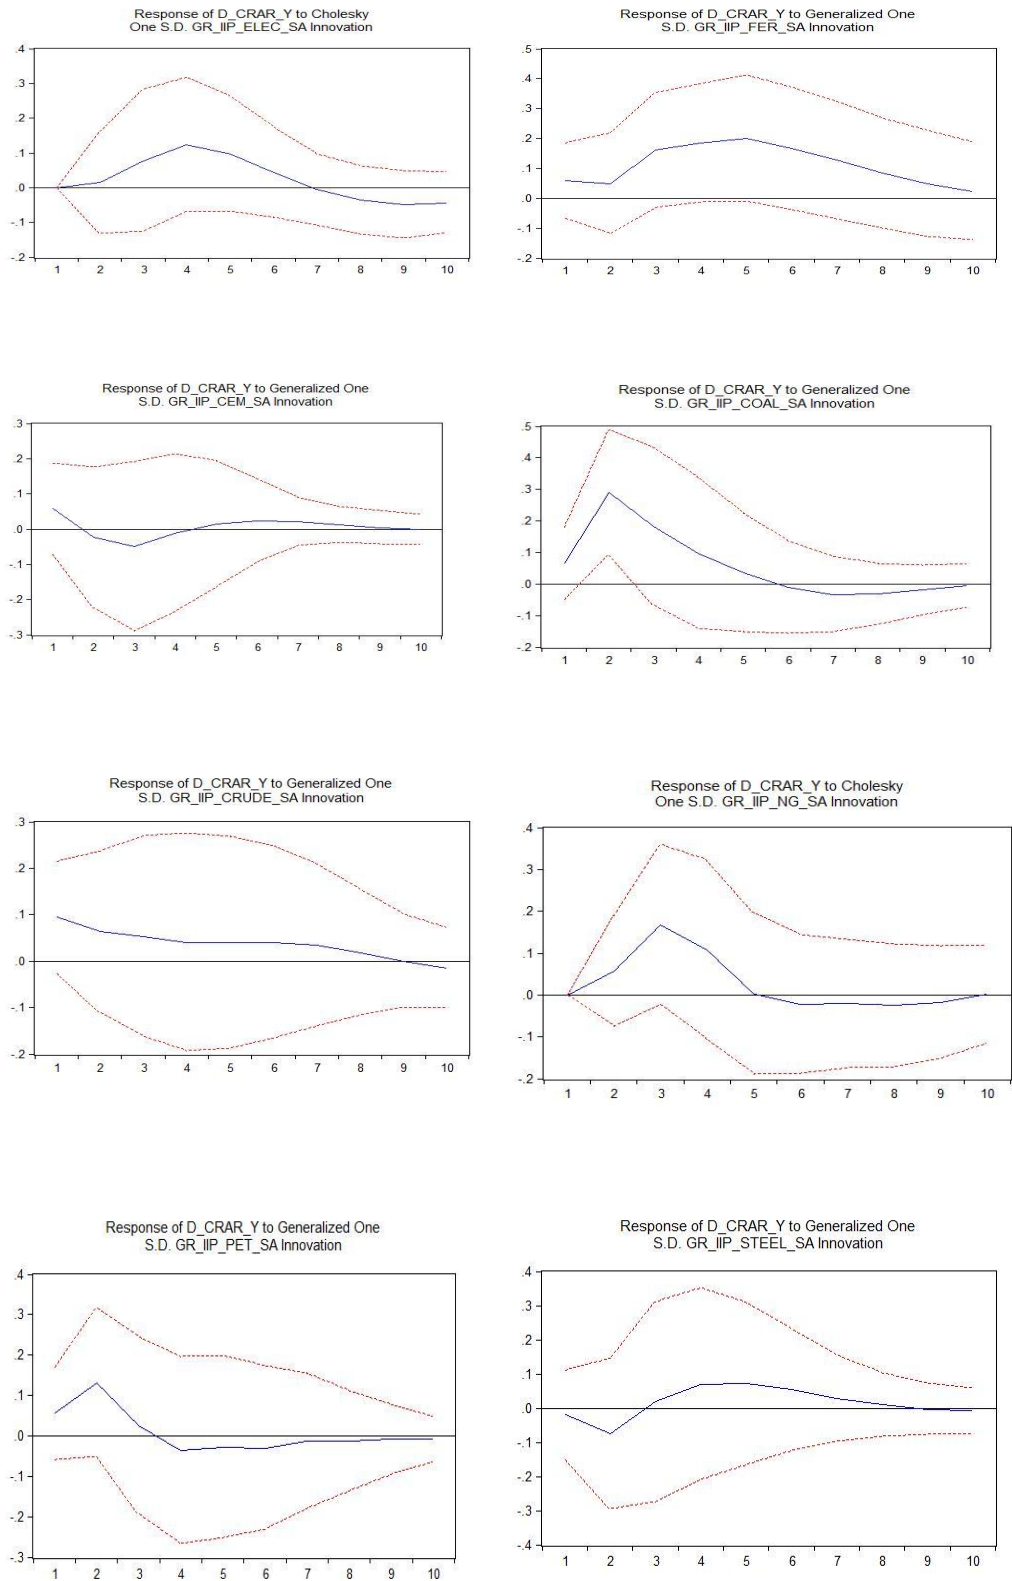 Response of D_CRAR_Y to Cholesky
One S.D. GR_IIP_ELEC_SA Innovation
.4
.3
.2
.1
.0
-.1
-.2
1 2 3 4 5 6 7 8 9 10
Response of D_CRAR_Y to Generalized One
S.D. GR_IIP_FER_SA Innovation
.5
.4
.3
.2
.1
.0
-.1
-.2
1 2 3 4 5 6 7 8 9 10
Response of D_CRAR_Y to Generalized One
S.D. GR_IIP_CEM_SA Innovation
.3
.2
.1
.0
-.1
-.2
-.3
1 2 3 4 5 6 7 8 9 10
Response of D_CRAR_Y to Generalized One
S.D. GR_IIP_COAL_SA Innovation
.5
.4
.3
.2
.1
.0
-.1
-.2
1 2 3 4 5 6 7 8 9 10
Response of D_CRAR_Y to Generalized One
S.D. GR_IIP_CRUDE_SA Innovation
.3
.2
.1
.0
-.1
-.2
1 2 3 4 5 6 7 8 9 10
Response of D_CRAR_Y to Cholesky
One S.D. GR_IIP_NG_SA Innovation
.4
.3
.2
.1
.0
-.1
-.2
1 2 3 4 5 6 7 8 9 10
Response of D_CRAR_Y to Generalized One
S.D. GR_IIP_PET_SA Innovation
.4
.3
.2
.1
.0
-.1
-.2
-.3
1 2 3 4 5 6 7 8 9 10
Response of D_CRAR_Y to Generalized One
S.D. GR_IIP_STEEL_SA Innovation
.4
.3
.2
.1
.0
-.1
-.2
-.3
-.4
1 2 3 4 5 6 7 8 9 10